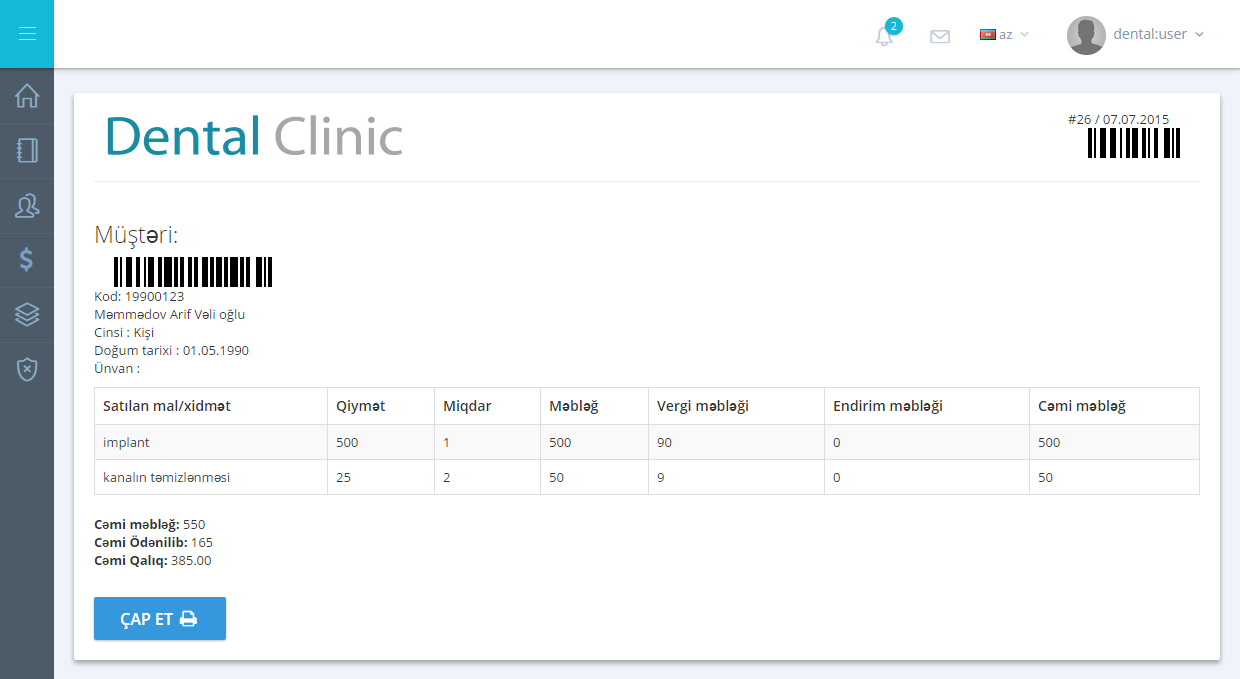 2
az
dental:user
Dental Clinic
#26 / 07.07.2015
Müştəri:
Kod: 19900123
Məmmədov Arif Vəli oğlu
Cinsi : Kişi
Doğum tarixi : 01.05.1990
Ünvan :
Satılan mal/xidmət Qiymət Miqdar Məbləğ Vergi məbləği Endirim məbləği Cəmi məbləğ
implant 500 1 500 90 0 500
kanalın təmizlənməsi 25 2 50 9 0 50
Cəmi məbləğ: 550
Cəmi Ödənilib: 165
Cəmi Qalıq: 385.00
ÇAP ET